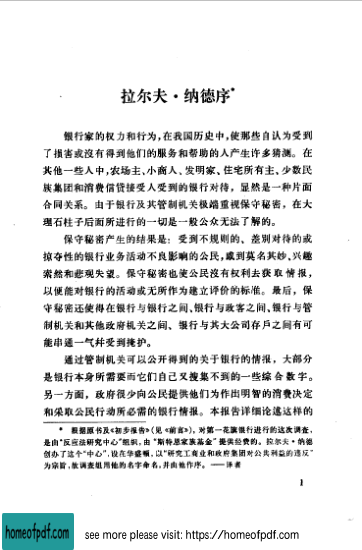 拉尔夫·纳德序*
银行家的权力和行为,在我国历史中,使那些自认为受到
了损害或没有得到他们的服务和帮助的人产生许多猜测。在
其他一些人中,农场主、小商人、发明家、住宅所有主、少数民
族集团和消费信贷接受人受到的银行对待,显然是一种片面
合同关系。由于银行及其管制机关极端重视保守秘密,在大
理石柱子后面所进行的一切是一般公众无法了解的。
保守秘密产生的结果是:受到不规则的、差别对待的或
掠夺性的银行业务活动不良影响的公民,感到莫名其妙、兴趣
索然和悲观失望。保守秘密也使公民没有权利去获取情报,
以便能对银行的活动或无所作为建立评价的标准。最后,保
守秘密还使得在银行与银行之间、银行与政客之间、银行与管
制机关和其他政府机关之间、银行与其大公司存戶之间有可
能串通一气幷受到掩护。
通过管制机关可以公开得到的关于银行的情报,大部分
是银行本身所需要而它们自己又搜集不到的一些综合数字。
另一方面,政府很少向公民提供他们为作出明智的消费决定
和采取公民行动所必需的银行情报。本报告详细论述这样的
* 根据原书及《初步报告》(见《前言》),对第一花旗银行进行的这次调查,
是由“反应法研究中心”组织,由“斯特恩家族基金”提供经费的。拉尔夫·纳德
创办了这个“中心”,设在华盛顿,以“研究工商业和政府集团对公共利益的违反”
为宗旨,故调查组用他的名字命名,并由他作序。——译者
1
homeofpdf.com
see more please visit: https://homeofpdf.com